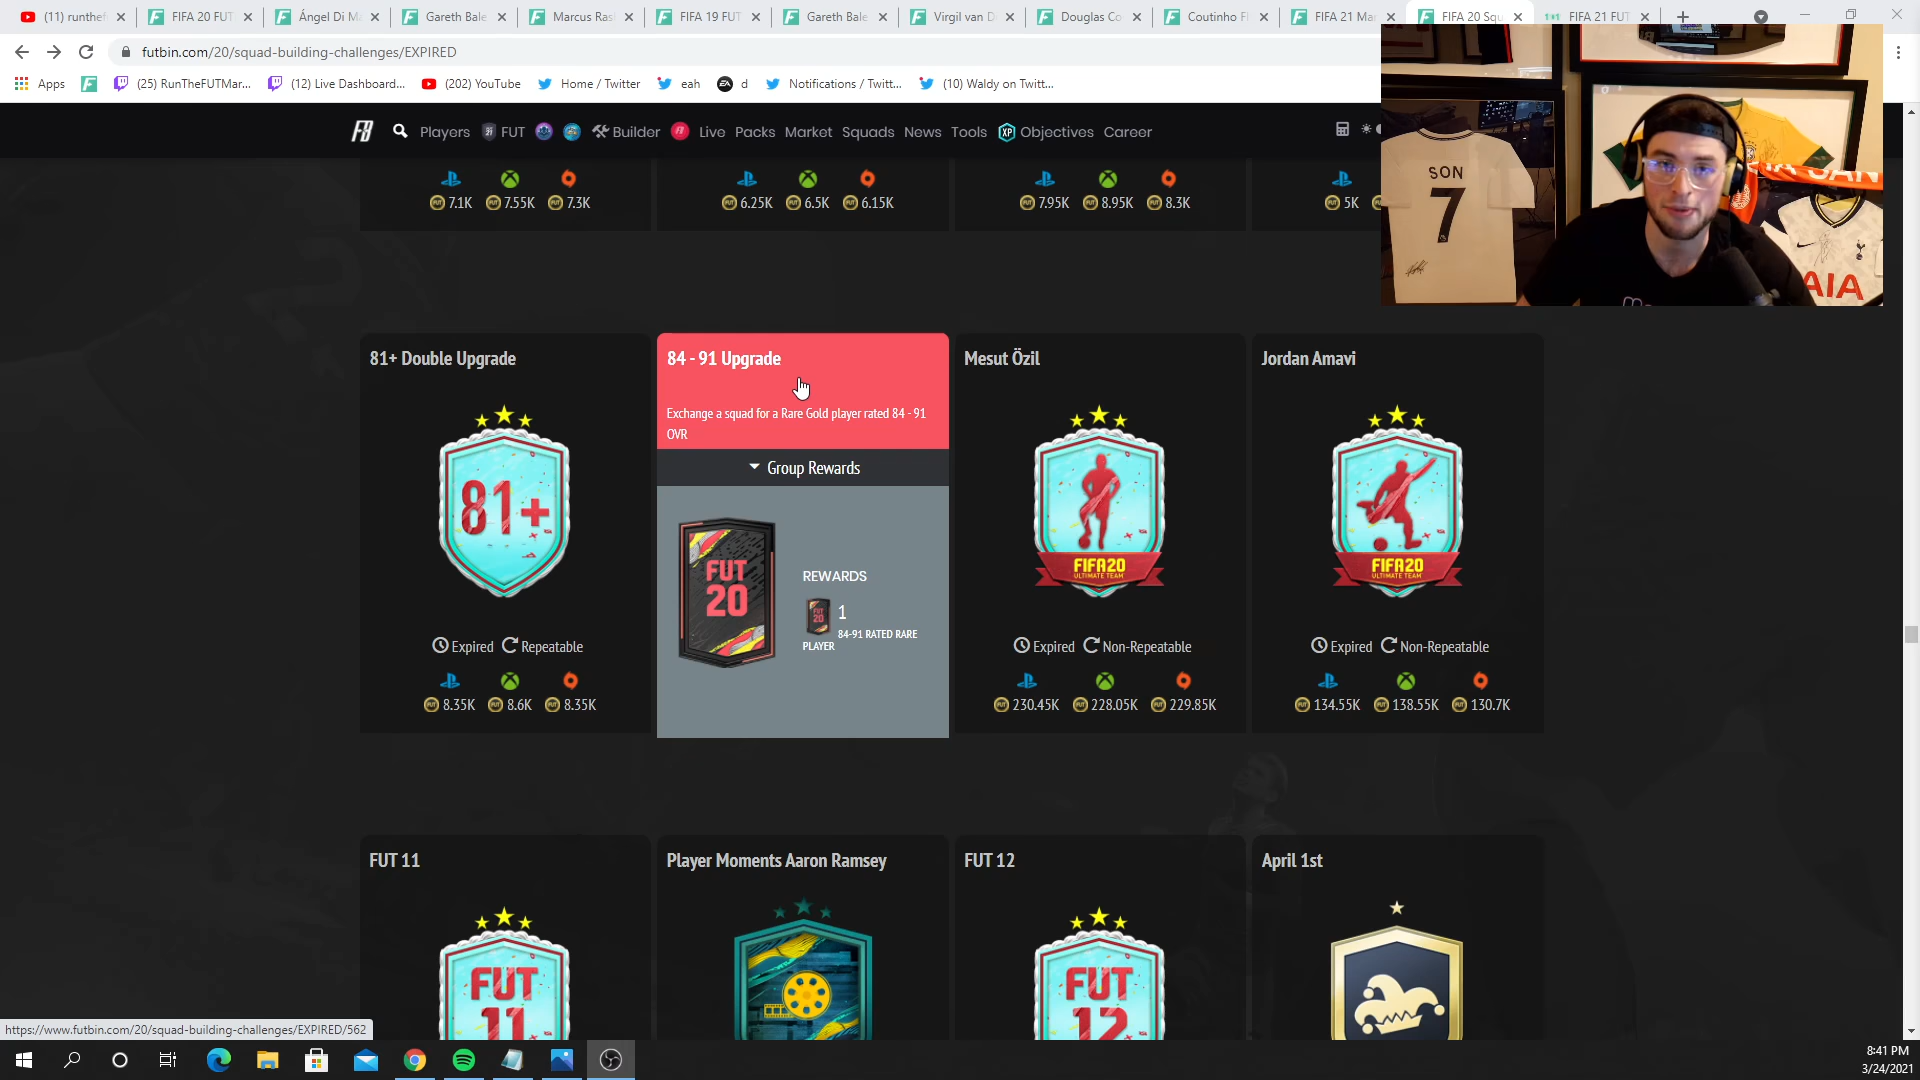 (11) runthef
FIFA 20 FUT
Ángel Di Ma
Gareth Bale
Marcus Ras
FIFA 19 FUT
Gareth Bale
Virgil van D
Douglas Co
Coutinho FI
FIFA 21 Mar
FIFA 20 Squ
FIFA 21 FUT
futbin.com/20/squad-building-challenges/EXPIRED
Apps
(25) RunTheFUTMar...
(12) Live Dashboard...
(202) YouTube
Home / Twitter
eah
d
Notifications / Twitt...
(10) Waldy on Twitt...
Players FUT Builder Live Packs Market Squads News Tools XP Objectives Career
7.1K 7.55K 7.3K
6.25K 6.5K 6.15K
7.95K 8.95K 8.3K
5K
SON
7
AIA
81+ Double Upgrade
81+
Expired Repeatable
8.35K 8.6K 8.35K
84 - 91 Upgrade
Exchange a squad for a Rare Gold player rated 84 - 91
OVR
Group Rewards
FUT
20
REWARDS
1
84-91 RATED RARE
PLAYER
Mesut Özil
FIFA20
ULTIMATE TEAM
Expired Non-Repeatable
230.45K 228.05K 229.85K
Jordan Amavi
FIFA20
ULTIMATE TEAM
Expired Non-Repeatable
134.55K 138.55K 130.7K
FUT 11
FUT
11
Player Moments Aaron Ramsey
FUT 12
FUT
12
April 1st
https://www.futbin.com/20/squad-building-challenges/EXPIRED/562
8:41 PM
3/24/2021